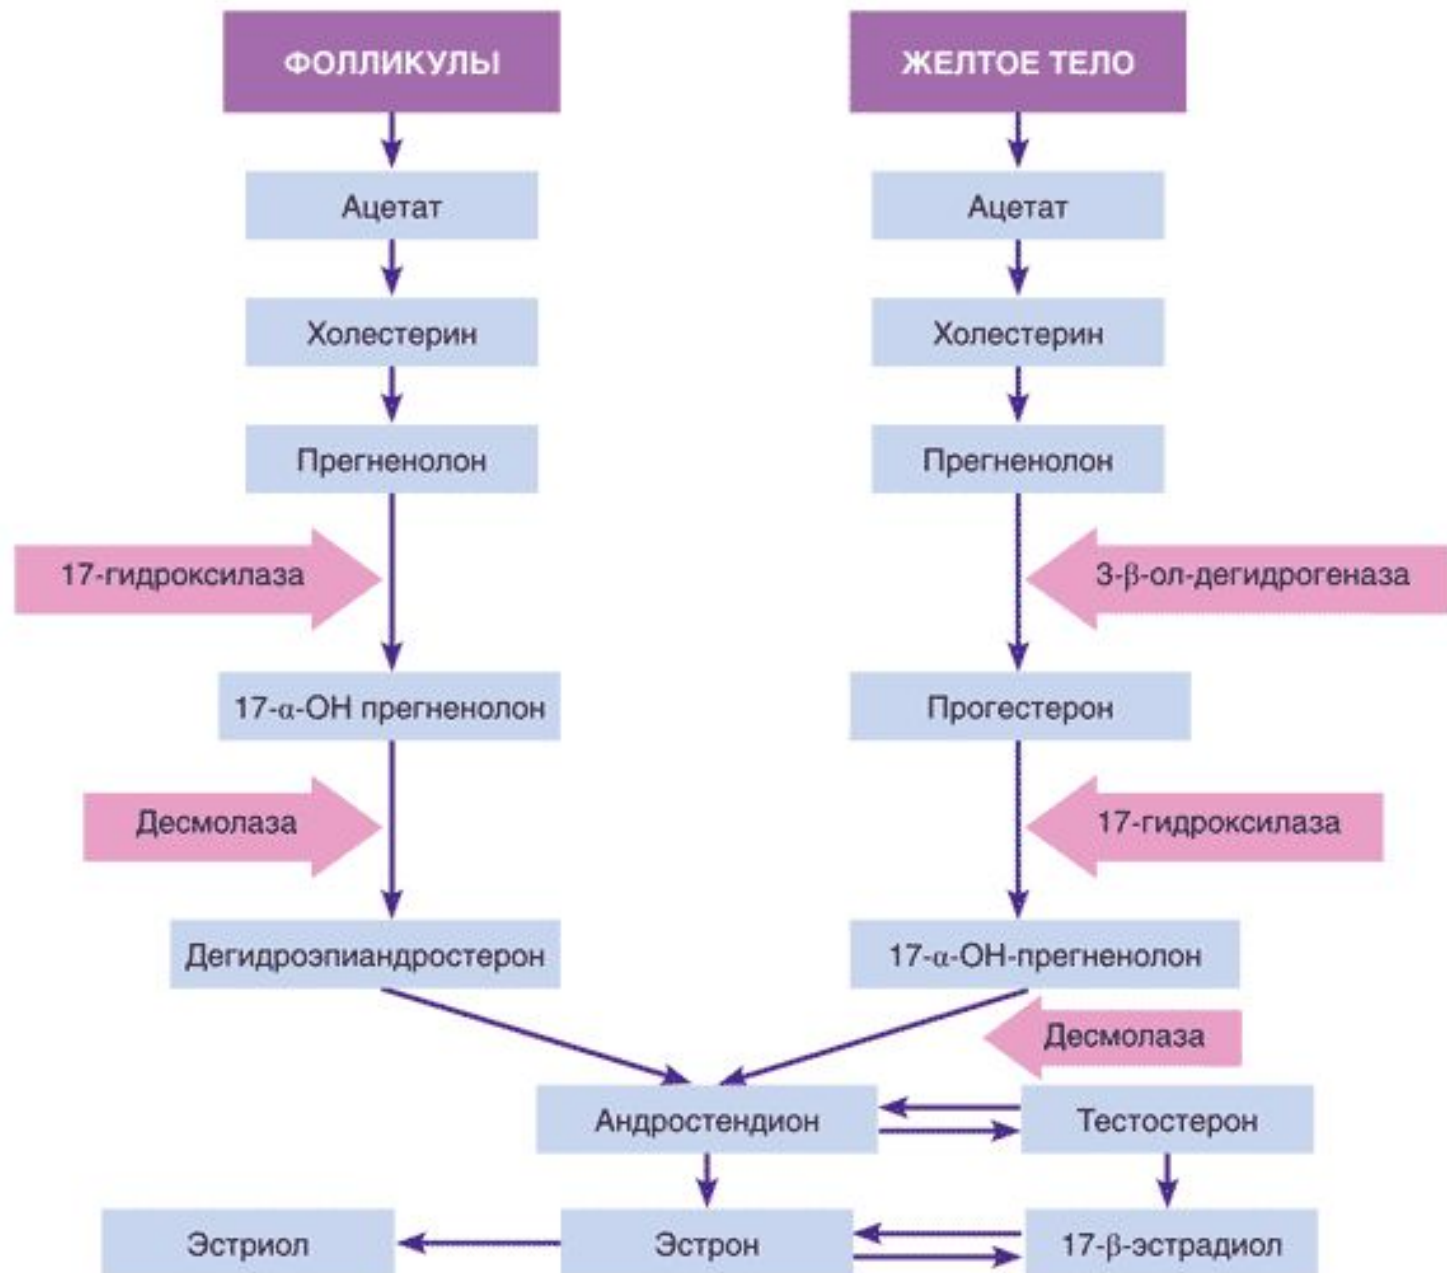 ФОЛЛИКУЛЫ
ЖЕЛТОЕ ТЕЛО
Ацетат
Ацетат
Холестерин
Холестерин
Прегненолон
Прегненолон
17-гидроксилаза
3-β-ол-дегидрогеназа
17-α-ОН прегненолон
Прогестерон
Десмолаза
17-гидроксилаза
Дегидроэпиандростерон
17-α-ОН-прегненолон
Десмолаза
Андростендион
Тестостерон
Эстриол
Эстрон
17-β-эстрадиол